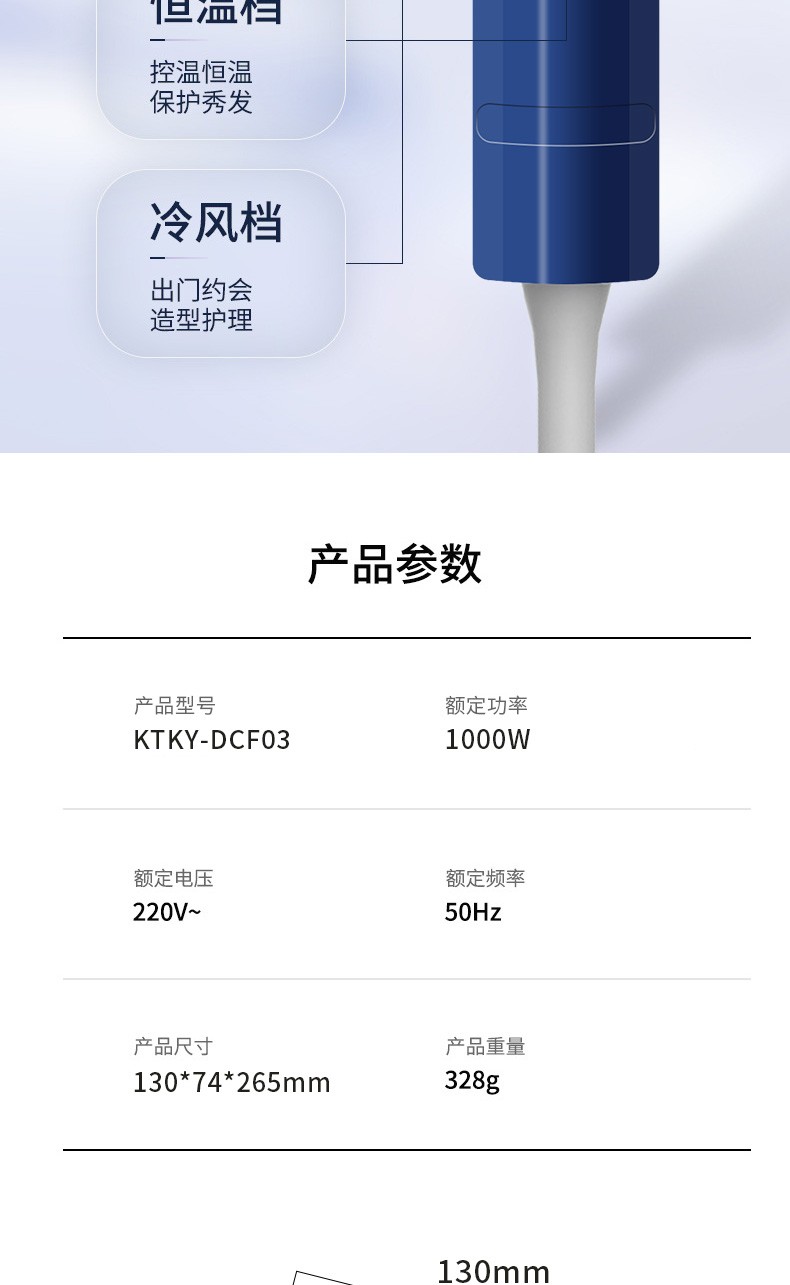 恒温档
控温恒温
保护秀发
冷风档
出门约会
造型护理
产品参数
产品型号
KTKY-DCF03
额定功率
1000W
额定电压
220V~
额定频率
50Hz
产品尺寸
130*74*265mm
产品重量
328g
130mm